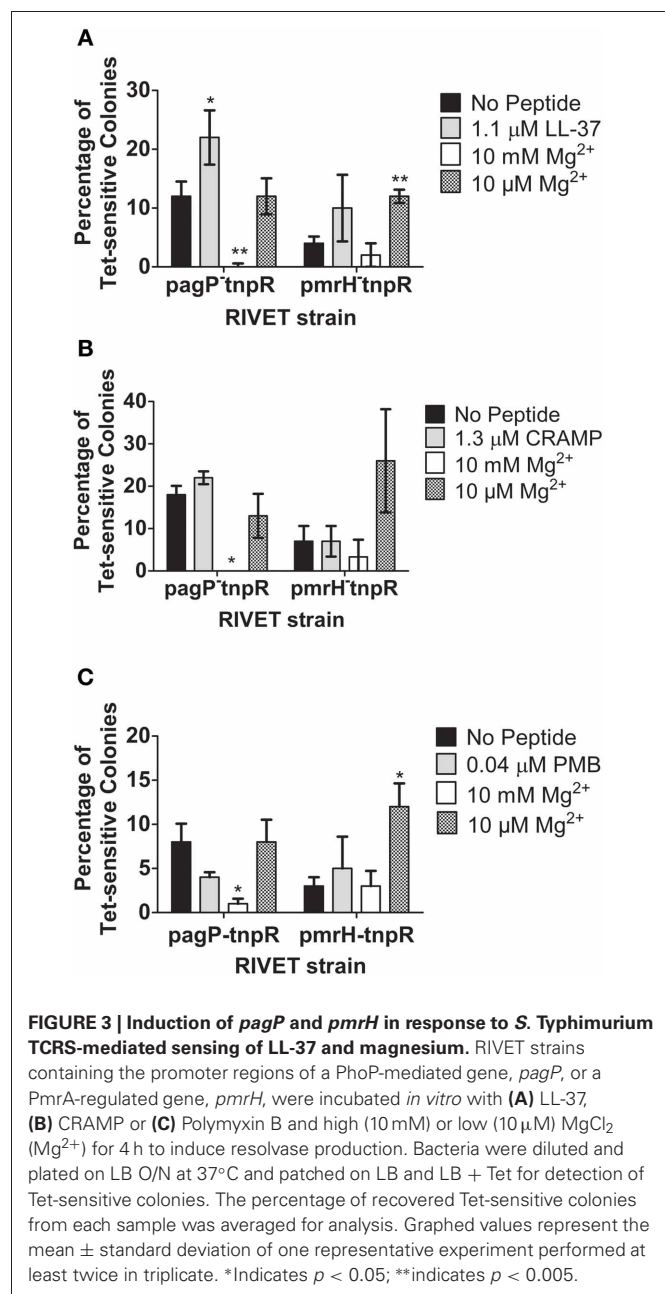 A
Percentage of
Tet-sensitive Colonies
30
20
10
0
*
**
**
pagP-tnpR
pmrH-tnpR
RIVET strain
No Peptide
1.1 μM LL-37
10 mM Mg2+
10 μM Mg2+
B
Percentage of
Tet-sensitive Colonies
40
30
20
10
0
*
pagP-tnpR
pmrH-tnpR
RIVET strain
No Peptide
1.3 μM CRAMP
10 mM Mg2+
10 μM Mg2+
C
Percentage of
Tet-sensitive Colonies
20
15
10
5
0
*
*
pagP-tnpR
pmrH-tnpR
RIVET strain
No Peptide
0.04 μM PMB
10 mM Mg2+
10 μM Mg2+
FIGURE 3 | Induction of pagP and pmrH in response to S. Typhimurium
TCRS-mediated sensing of LL-37 and magnesium. RIVET strains
containing the promoter regions of a PhoP-mediated gene, pagP, or a
PmrA-regulated gene, pmrH, were incubated in vitro with (A) LL-37,
(B) CRAMP or (C) Polymyxin B and high (10 mM) or low (10 μM) MgCl2
(Mg2+) for 4 h to induce resolvase production. Bacteria were diluted and
plated on LB O/N at 37°C and patched on LB and LB + Tet for detection of
Tet-sensitive colonies. The percentage of recovered Tet-sensitive colonies
from each sample was averaged for analysis. Graphed values represent the
mean ± standard deviation of one representative experiment performed at
least twice in triplicate. *Indicates p < 0.05; **indicates p < 0.005.